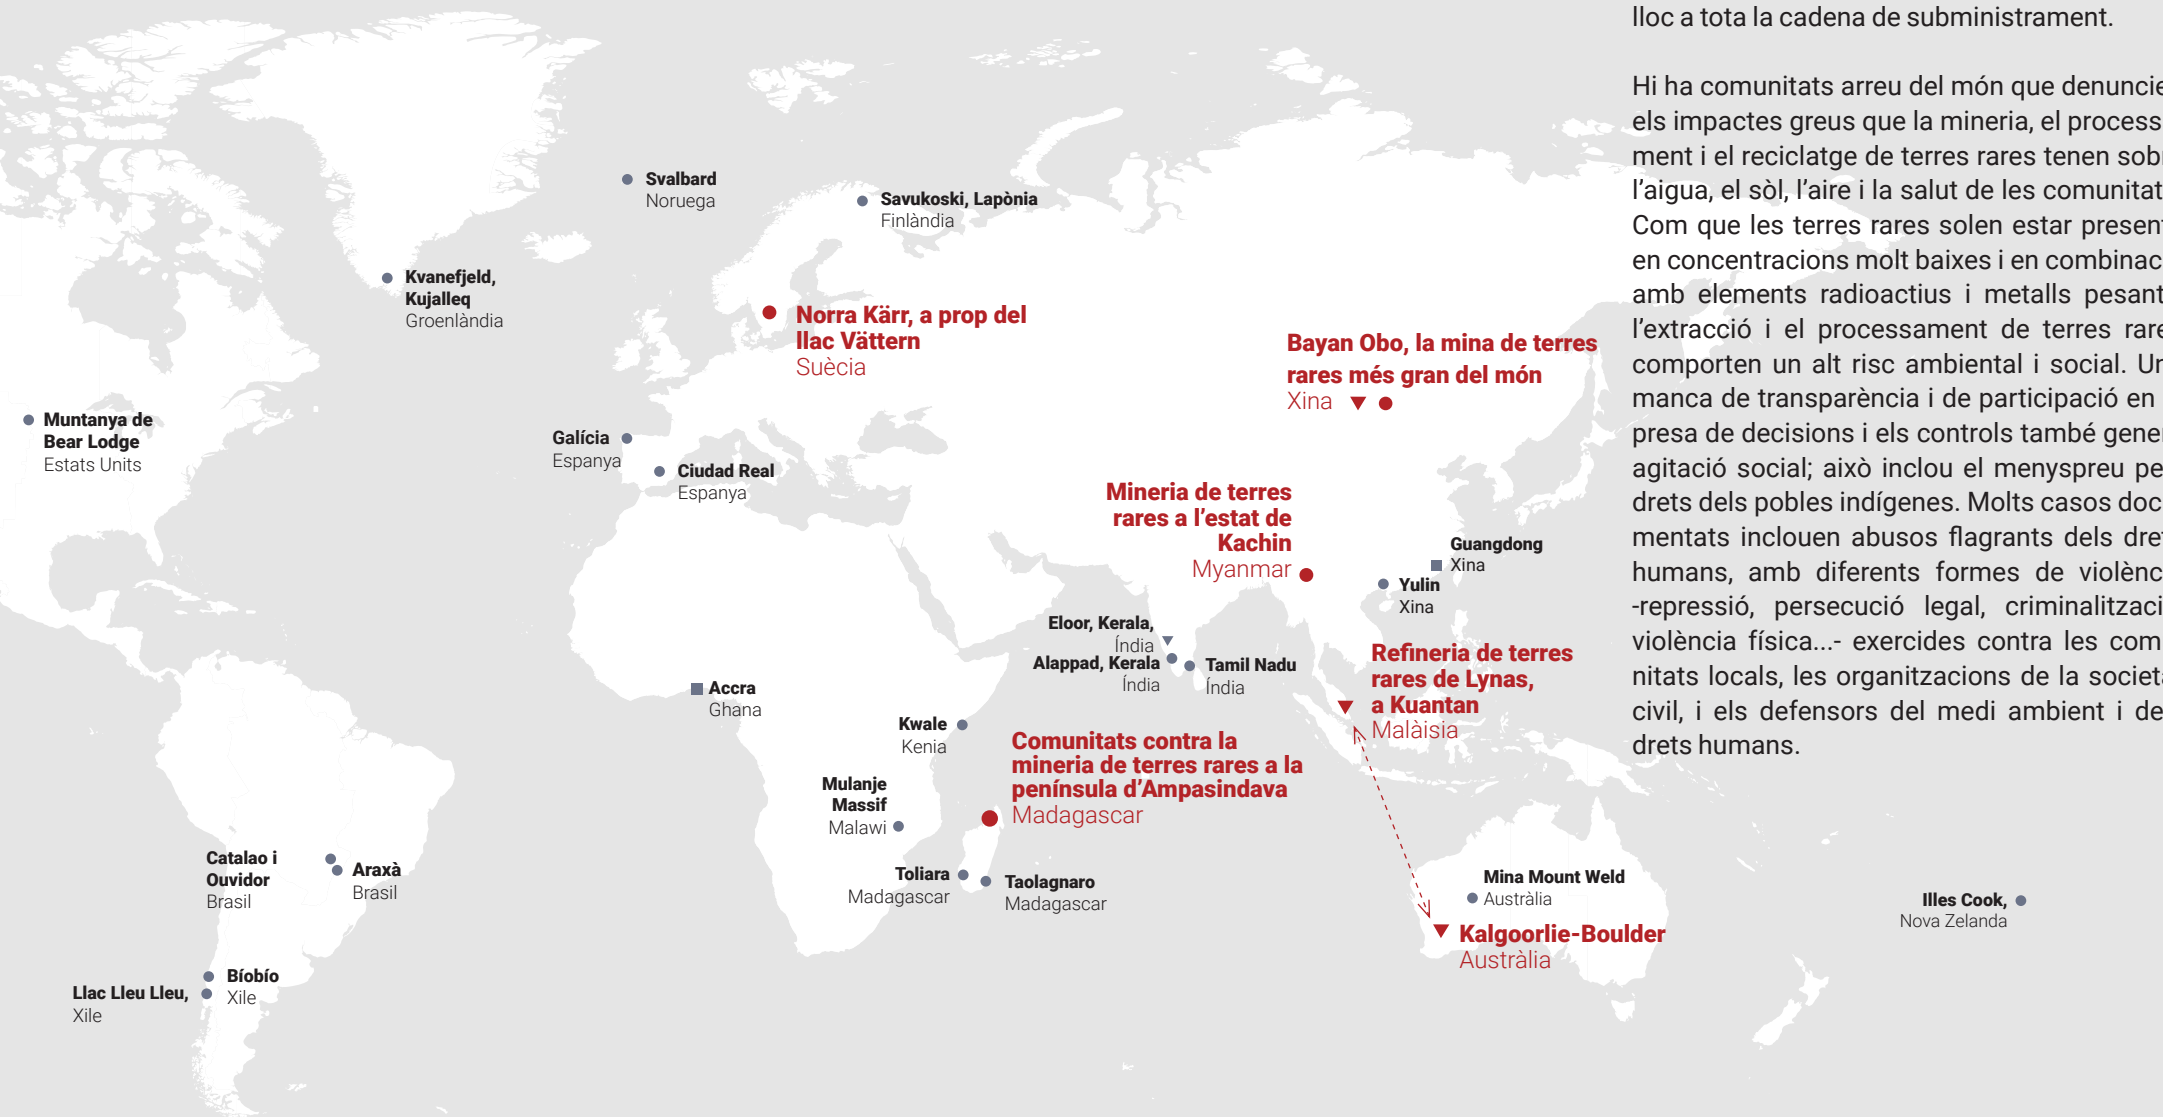 lloc a tota la cadena de subministrament.
Hi ha comunitats arreu del món que denuncie
els impactes greus que la mineria, el process
ment i el reciclatge de terres rares tenen sobr
l'aigua, el sòl, l'aire i la salut de les comunitat
Com que les terres rares solen estar present
en concentracions molt baixes i en combinac
amb elements radioactius i metalls pesant
l'extracció i el processament de terres rare
comporten un alt risc ambiental i social. Un
manca de transparència i de participació en
presa de decisions i els controls també gener
agitació social; això inclou el menyspreu pe
drets dels pobles indígenes. Molts casos doc
mentats inclouen abusos flagrants dels dret
humans, amb diferents formes de violènc
-repressió, persecució legal, criminalitzaci
violència física...- exercides contra les com
nitats locals, les organitzacions de la societa
civil, i els defensors del medi ambient i de
drets humans.
Svalbard
Noruega
Savukoski, Lapònia
Finlàndia
Kvanefjeld,
Kujalleq
Groenlàndia
Norra Kärr, a prop del
llac Vättern
Suècia
Bayan Obo, la mina de terres
rares més gran del món
Xina
Muntanya de
Bear Lodge
Estats Units
Galícia
Espanya
Ciudad Real
Espanya
Mineria de terres
rares a l'estat de
Kachin
Myanmar
Guangdong
Xina
Yulin
Xina
Eloor, Kerala,
Índia
Alappad, Kerala
Índia
Tamil Nadu
Índia
Refineria de terres
rares de Lynas,
a Kuantan
Malàisia
Accra
Ghana
Kwale
Kenia
Comunitats contra la
mineria de terres rares a la
península d'Ampasindava
Madagascar
Mulanje
Massif
Malawi
Catalao i
Ouvidor
Brasil
Araxà
Brasil
Toliara
Madagascar
Taolagnaro
Madagascar
Mina Mount Weld
Austràlia
Kalgoorlie-Boulder
Austràlia
Illes Cook,
Nova Zelanda
Bíobío
Xile
Llac Lleu Lleu,
Xile